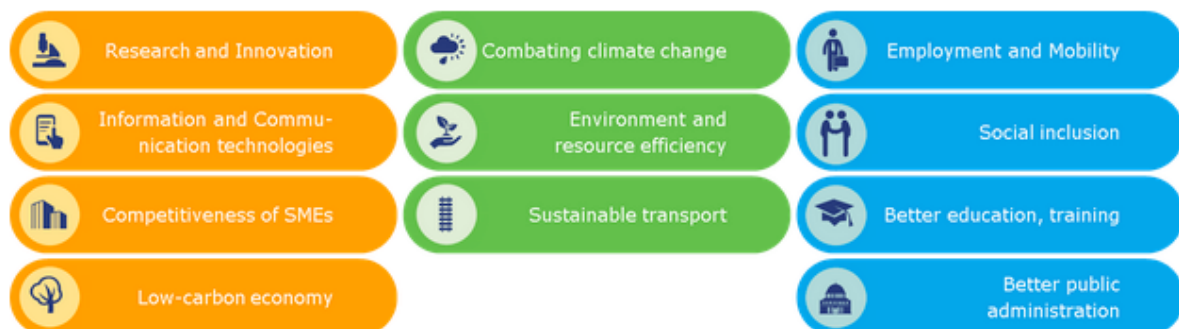 Research and Innovation
Information and Commu-
nication technologies
Competitiveness of SMEs
Low-carbon economy
Combating climate change
Environment and
resource efficiency
Sustainable transport
Employment and Mobility
Social inclusion
Better education, training
Better public
administration